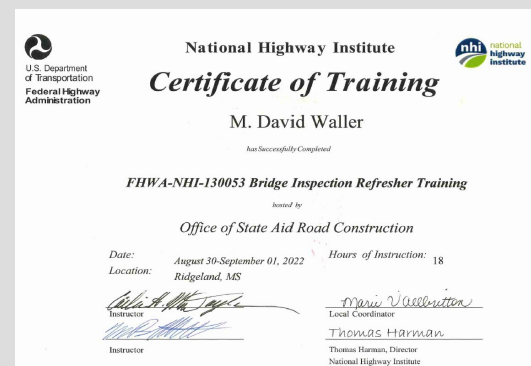 U.S. Department
of Transportation
Federal Highway
Administration
National Highway Institute
nhi national
highway
institute
Certificate of Training
M. David Waller
has Successfully Completed
FHWA-NHI-130053 Bridge Inspection Refresher Training
hosted by
Office of State Aid Road Construction
Date: August 30-September 01, 2022
Location: Ridgeland, MS
Hours of Instruction: 18
Instructor
Local Coordinator
Thomas Harman
Instructor
Thomas Harman, Director
National Highway Institute